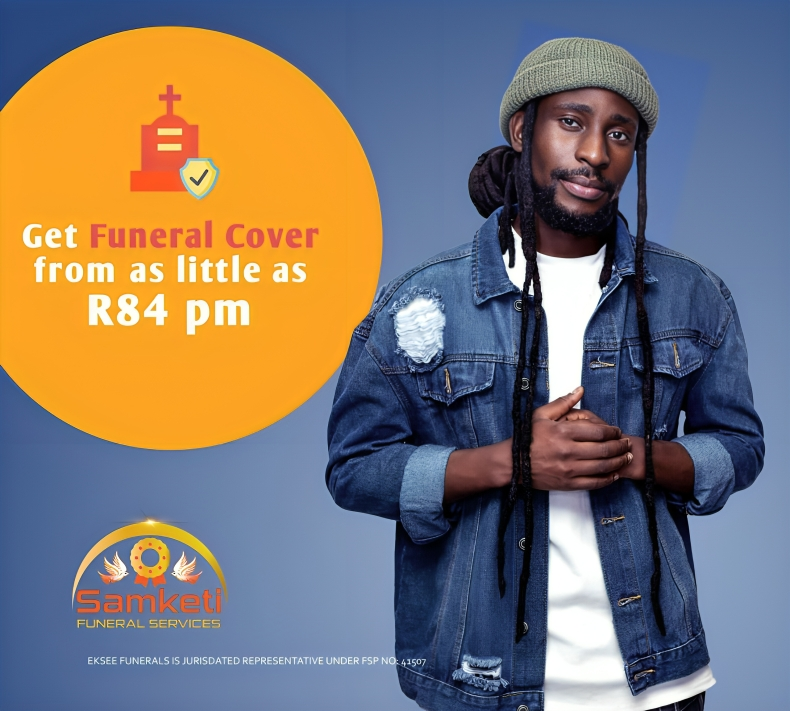 Get Funeral Cover
from as little as
R84 pm
Samketi
FUNERAL SERVICES
EKSEE FUNERALS IS JURISDATED REPRESENTATIVE UNDER FSP NO: 41507